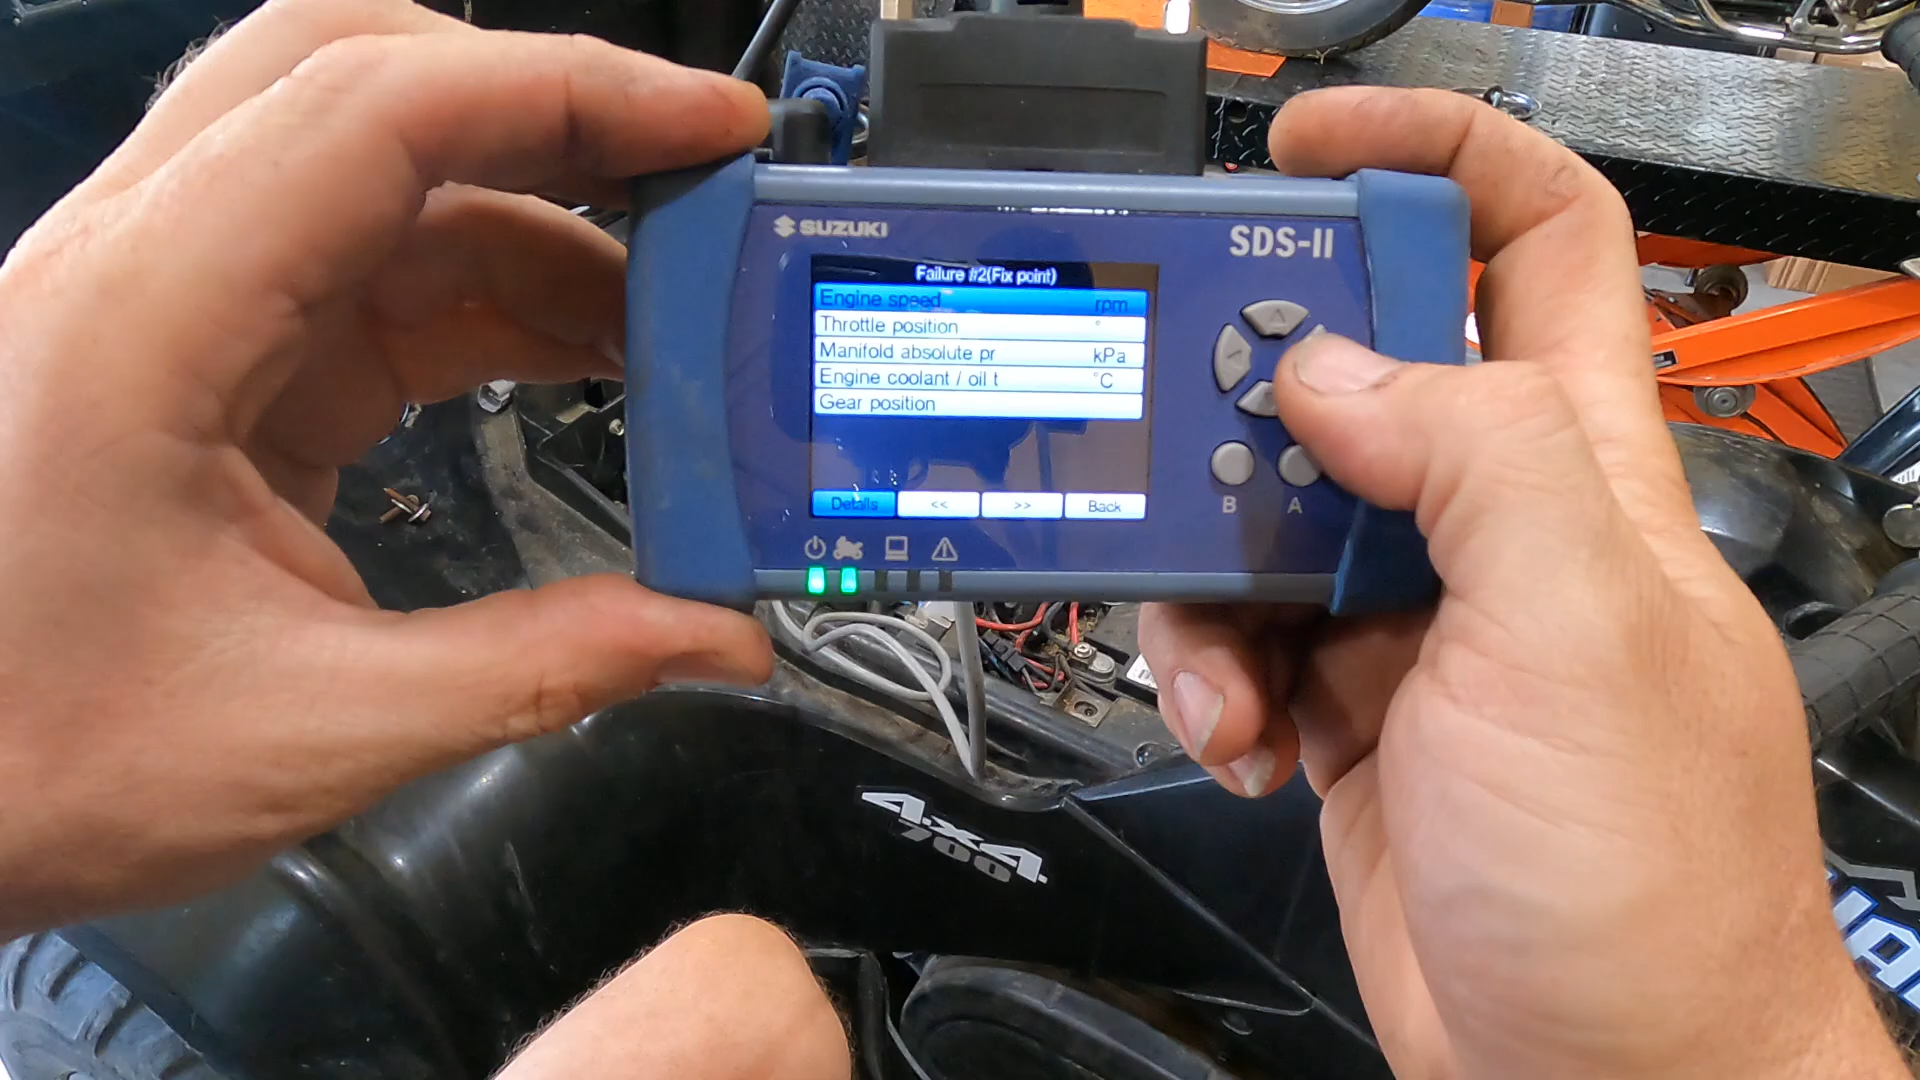 SUZUKI
SDS-II
Failure #2(Fix point)
Engine speed rpm
Throttle position °
Manifold absolute pr kPa
Engine coolant / oil t °C
Gear position
Details << >> Back
B A
4x4
700